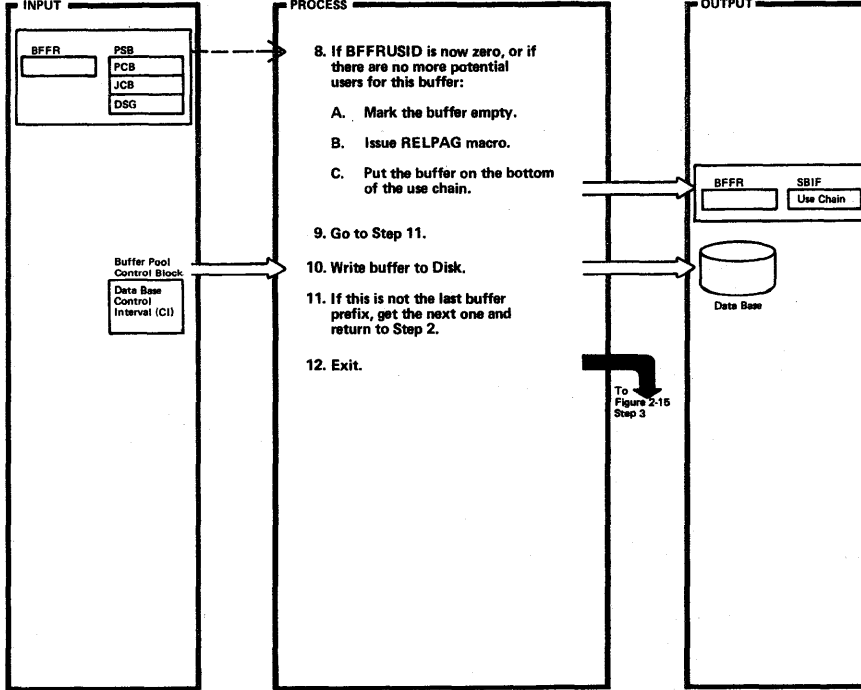 INPUT
BFFR
PSB
PCB
JCB
DSG
Buffer Pool
Control Block
Data Base
Control
Interval (CI)
PROCESS
8. If BFFRUSID is now zero, or if
there are no more potential
users for this buffer:
A. Mark the buffer empty.
B. Issue RELPAG macro.
C. Put the buffer on the bottom
of the use chain.
9. Go to Step 11.
10. Write buffer to Disk.
11. If this is not the last buffer
prefix, get the next one and
return to Step 2.
12. Exit.
To
Figure 2-15
Step 3
OUTPUT
BFFR
SBIF
Use Chain
Data Base